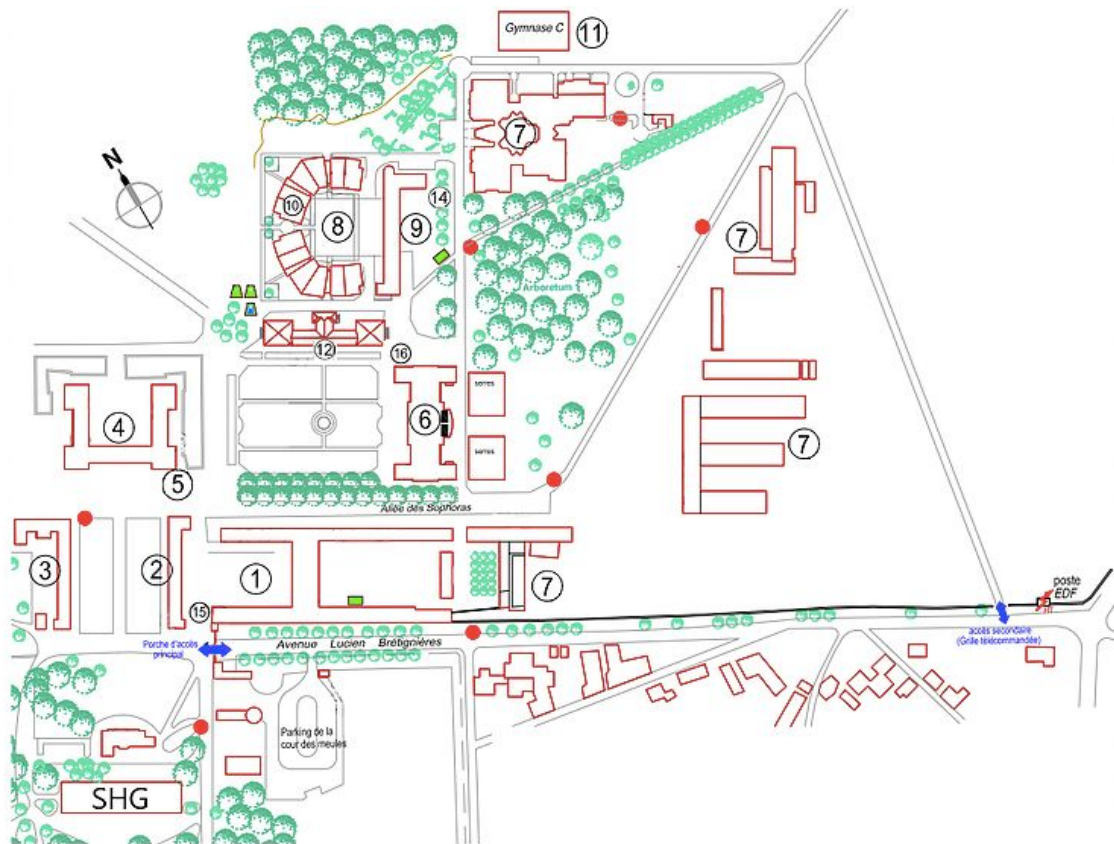 Gymnase C
11
7
N
10
8
14
9
7
Arboretum
12
16
serres
4
6
7
5
serres
Allée des Sophoras
3
2
1
7
poste
EDF
15
Porche d'accès
principal
Avenue Lucien Brétignières
accès secondaire
(Grille télécommandée)
Parking de la
cour des meules
SHG